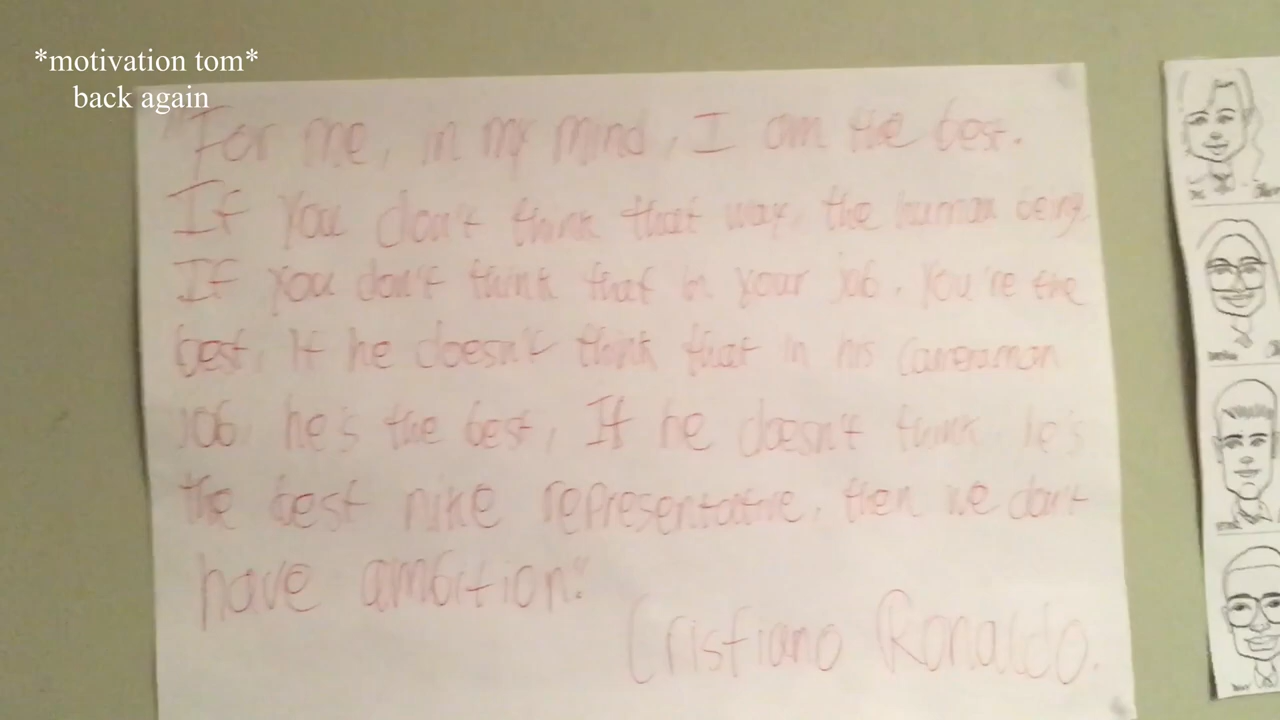 *motivation tom*
back again
"For me, in my mind, I am the best.
If you don't think that way, the human being.
If you don't think that in your job. You're the
best, If he doesn't think that in his cameraman
job, he's the best, If he doesn't think he's
the best nike representative, then we don't
have ambition."
Cristiano Ronaldo.